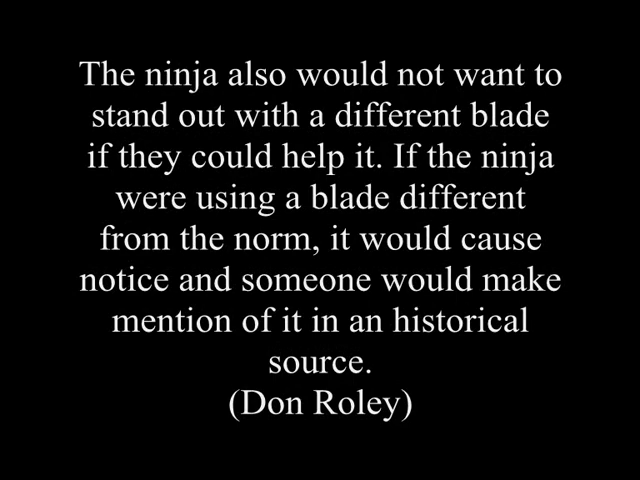 The ninja also would not want to
stand out with a different blade
if they could help it. If the ninja
were using a blade different
from the norm, it would cause
notice and someone would make
mention of it in an historical
source.
(Don Roley)